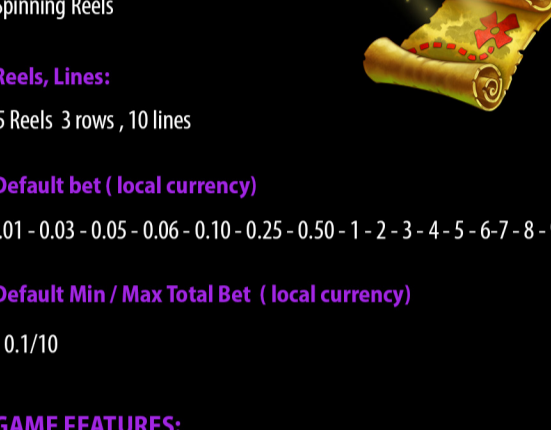 Spinning Reels
Reels, Lines:
5 Reels 3 rows , 10 lines
Default bet ( local currency)
.01 - 0.03 - 0.05 - 0.06 - 0.10 - 0.25 - 0.50 - 1 - 2 - 3 - 4 - 5 - 6-7 - 8 -
Default Min / Max Total Bet ( local currency)
0.1/10
GAME FEATURES: